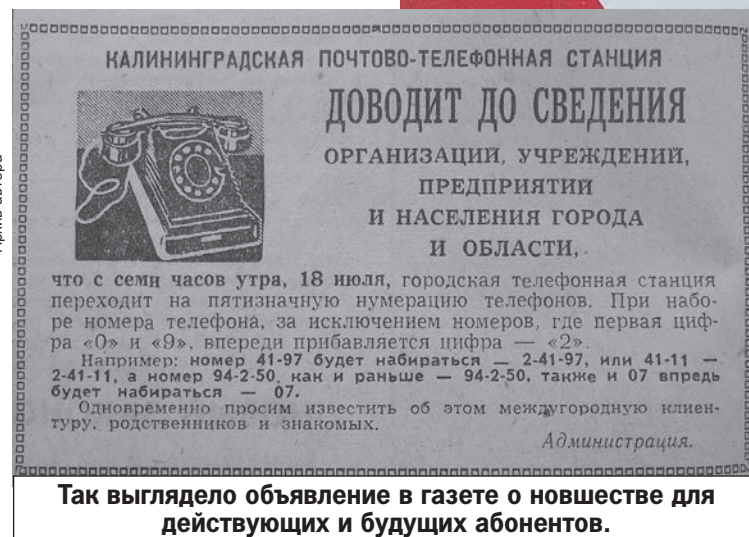 КАЛИНИНГРАДСКАЯ ПОЧТОВО-ТЕЛЕФОННАЯ СТАНЦИЯ
ДОВОДИТ ДО СВЕДЕНИЯ
ОРГАНИЗАЦИЙ, УЧРЕЖДЕНИЙ,
ПРЕДПРИЯТИЙ
И НАСЕЛЕНИЯ ГОРОДА
И ОБЛАСТИ,
что с семи часов утра, 18 июля, городская телефонная станция
переходит на пятизначную нумерацию телефонов. При набо-
ре номера телефона, за исключением номеров, где первая циф-
ра «0» и «9», впереди прибавляется цифра — «2».
Например: номер 41-97 будет набираться — 2-41-97, или 41-11 —
2-41-11, а номер 94-2-50, как и раньше — 94-2-50, также и 07 впредь
будет набираться — 07.
Одновременно просим известить об этом междугородную клиен-
туру, родственников и знакомых.
Администрация.
Так выглядело объявление в газете о новшестве для
действующих и будущих абонентов.
автора